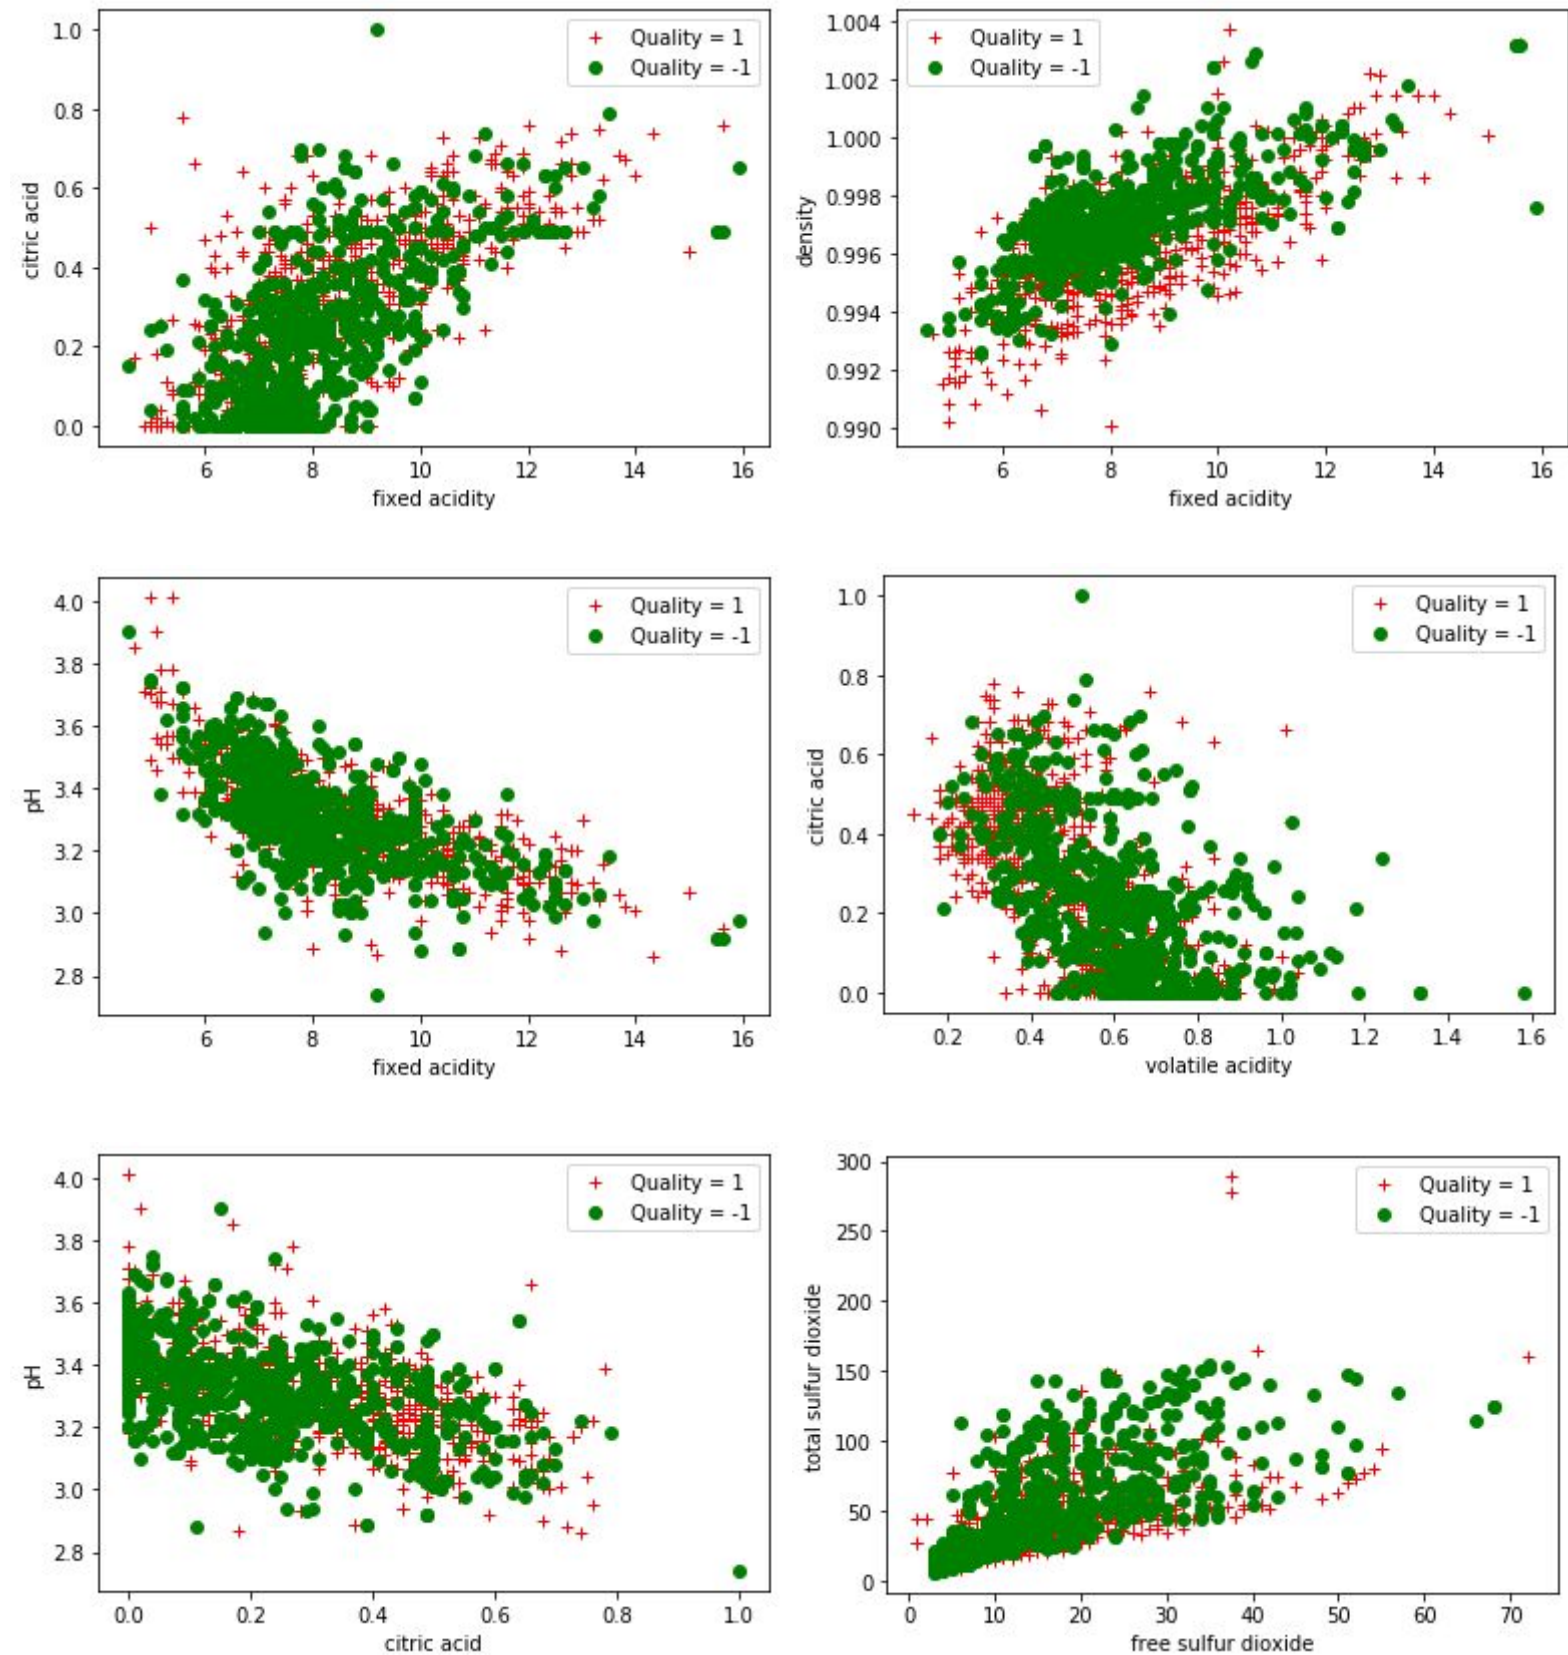 1.0
0.8
0.6
0.4
0.2
0.0
citric acid
6 8 10 12 14 16
fixed acidity
+ Quality = 1
● Quality = -1
1.004
1.002
1.000
0.998
0.996
0.994
0.992
0.990
density
6 8 10 12 14 16
fixed acidity
+ Quality = 1
● Quality = -1
4.0
3.8
3.6
3.4
3.2
3.0
2.8
pH
6 8 10 12 14 16
fixed acidity
+ Quality = 1
● Quality = -1
1.0
0.8
0.6
0.4
0.2
0.0
citric acid
0.2 0.4 0.6 0.8 1.0 1.2 1.4 1.6
volatile acidity
+ Quality = 1
● Quality = -1
4.0
3.8
3.6
3.4
3.2
3.0
2.8
pH
0.0 0.2 0.4 0.6 0.8 1.0
citric acid
+ Quality = 1
● Quality = -1
300
250
200
150
100
50
0
total sulfur dioxide
0 10 20 30 40 50 60 70
free sulfur dioxide
+ Quality = 1
● Quality = -1